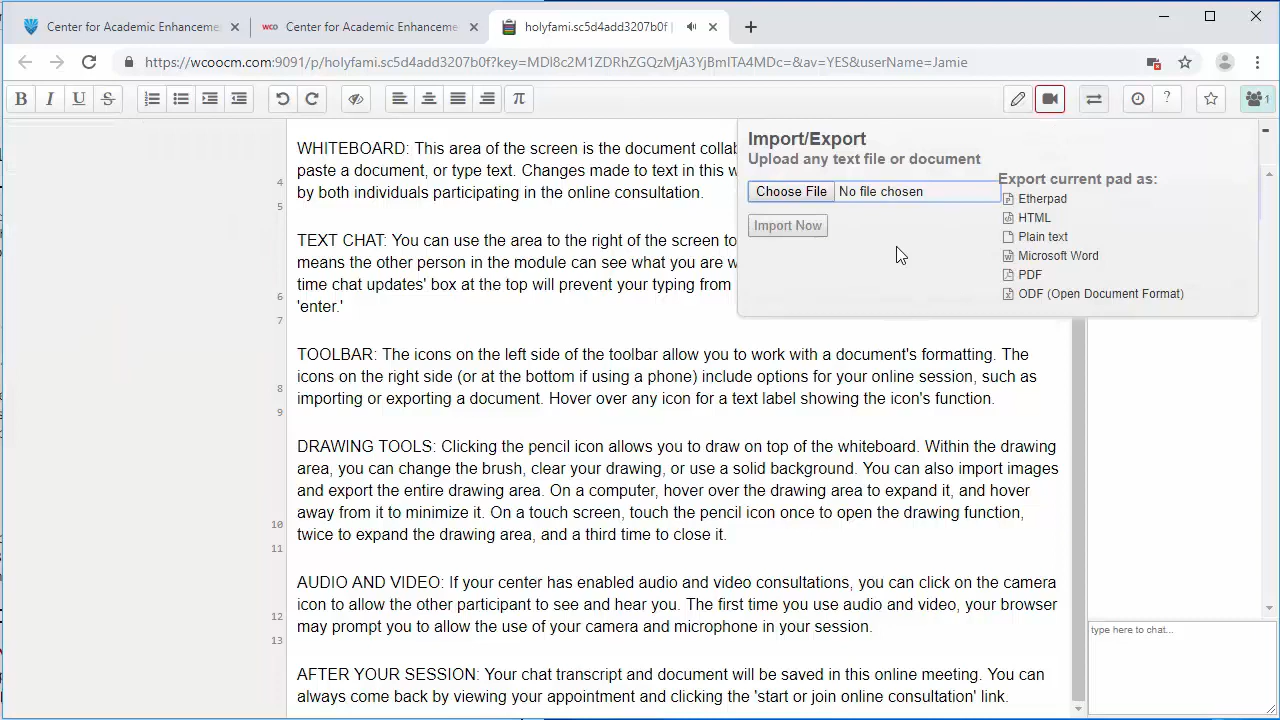 Center for Academic Enhanceme
wco Center for Academic Enhanceme
holyfami.sc5d4add3207b0f
https://wcoocm.com:9091/p/holyfami.sc5d4add3207b0f?key=MDI8c2M1ZDRhZGQzMjA3YjBmITA4MDc=&av=YES&userName=Jamie
B I U S π ? 1
WHITEBOARD: This area of the screen is the document collab
paste a document, or type text. Changes made to text in this w
4
by both individuals participating in the online consultation.
5
TEXT CHAT: You can use the area to the right of the screen to
means the other person in the module can see what you are w
time chat updates' box at the top will prevent your typing from
6
'enter.'
7
TOOLBAR: The icons on the left side of the toolbar allow you to work with a document's formatting. The
icons on the right side (or at the bottom if using a phone) include options for your online session, such as
8
importing or exporting a document. Hover over any icon for a text label showing the icon's function.
9
DRAWING TOOLS: Clicking the pencil icon allows you to draw on top of the whiteboard. Within the drawing
area, you can change the brush, clear your drawing, or use a solid background. You can also import images
and export the entire drawing area. On a computer, hover over the drawing area to expand it, and hover
away from it to minimize it. On a touch screen, touch the pencil icon once to open the drawing function,
10
twice to expand the drawing area, and a third time to close it.
11
AUDIO AND VIDEO: If your center has enabled audio and video consultations, you can click on the camera
icon to allow the other participant to see and hear you. The first time you use audio and video, your browser
12
may prompt you to allow the use of your camera and microphone in your session.
13
AFTER YOUR SESSION: Your chat transcript and document will be saved in this online meeting. You can
always come back by viewing your appointment and clicking the 'start or join online consultation' link.
Import/Export
Upload any text file or document
Choose File No file chosen
Import Now
Export current pad as:
Etherpad
HTML
Plain text
Microsoft Word
PDF
ODF (Open Document Format)
type here to chat...